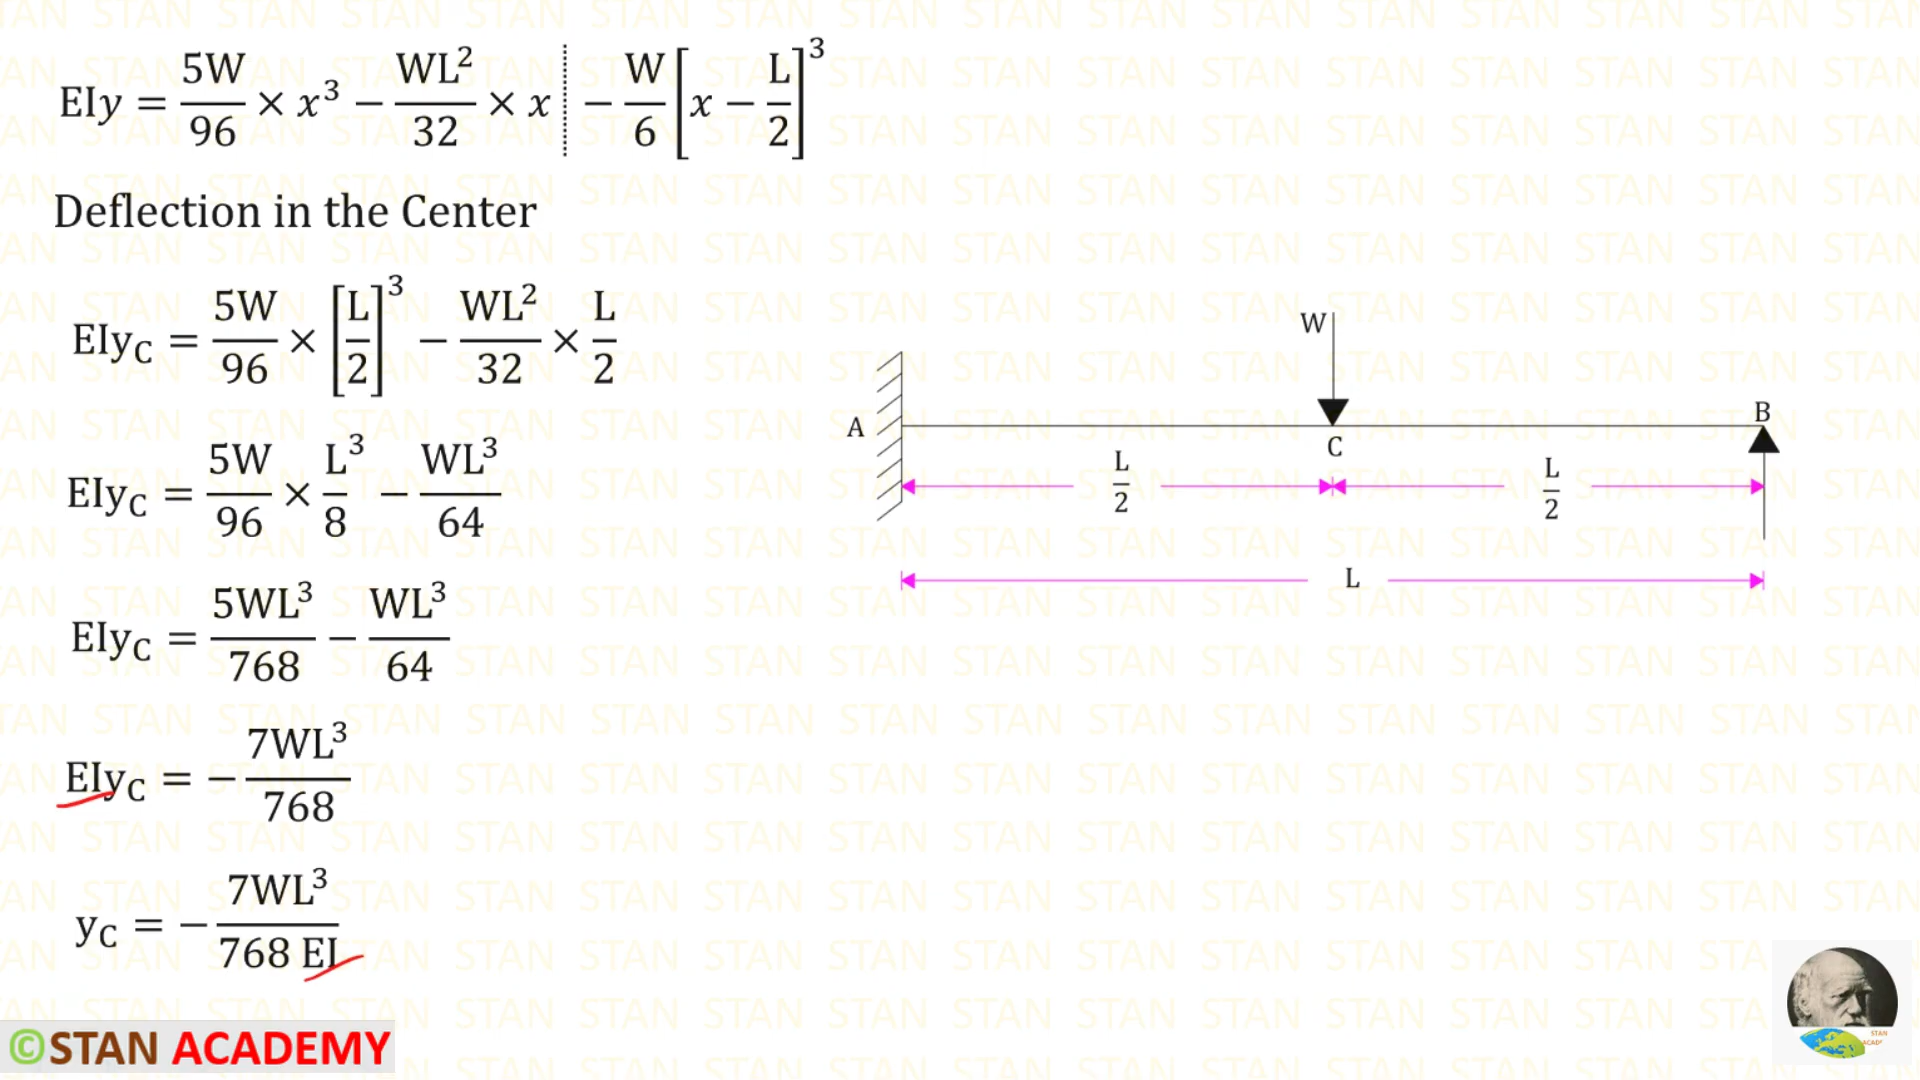 EIy = 5W/96 × x³ − WL²/32 × x ┊ − W/6 [x − L/2]³
Deflection in the Center
EIy_C = 5W/96 × [L/2]³ − WL²/32 × L/2
EIy_C = 5W/96 × L³/8 − WL³/64
EIy_C = 5WL³/768 − WL³/64
EIy_C = − 7WL³/768
y_C = − 7WL³/768 EI
W
A
C
B
L/2
L/2
L
©STAN ACADEMY
STAN